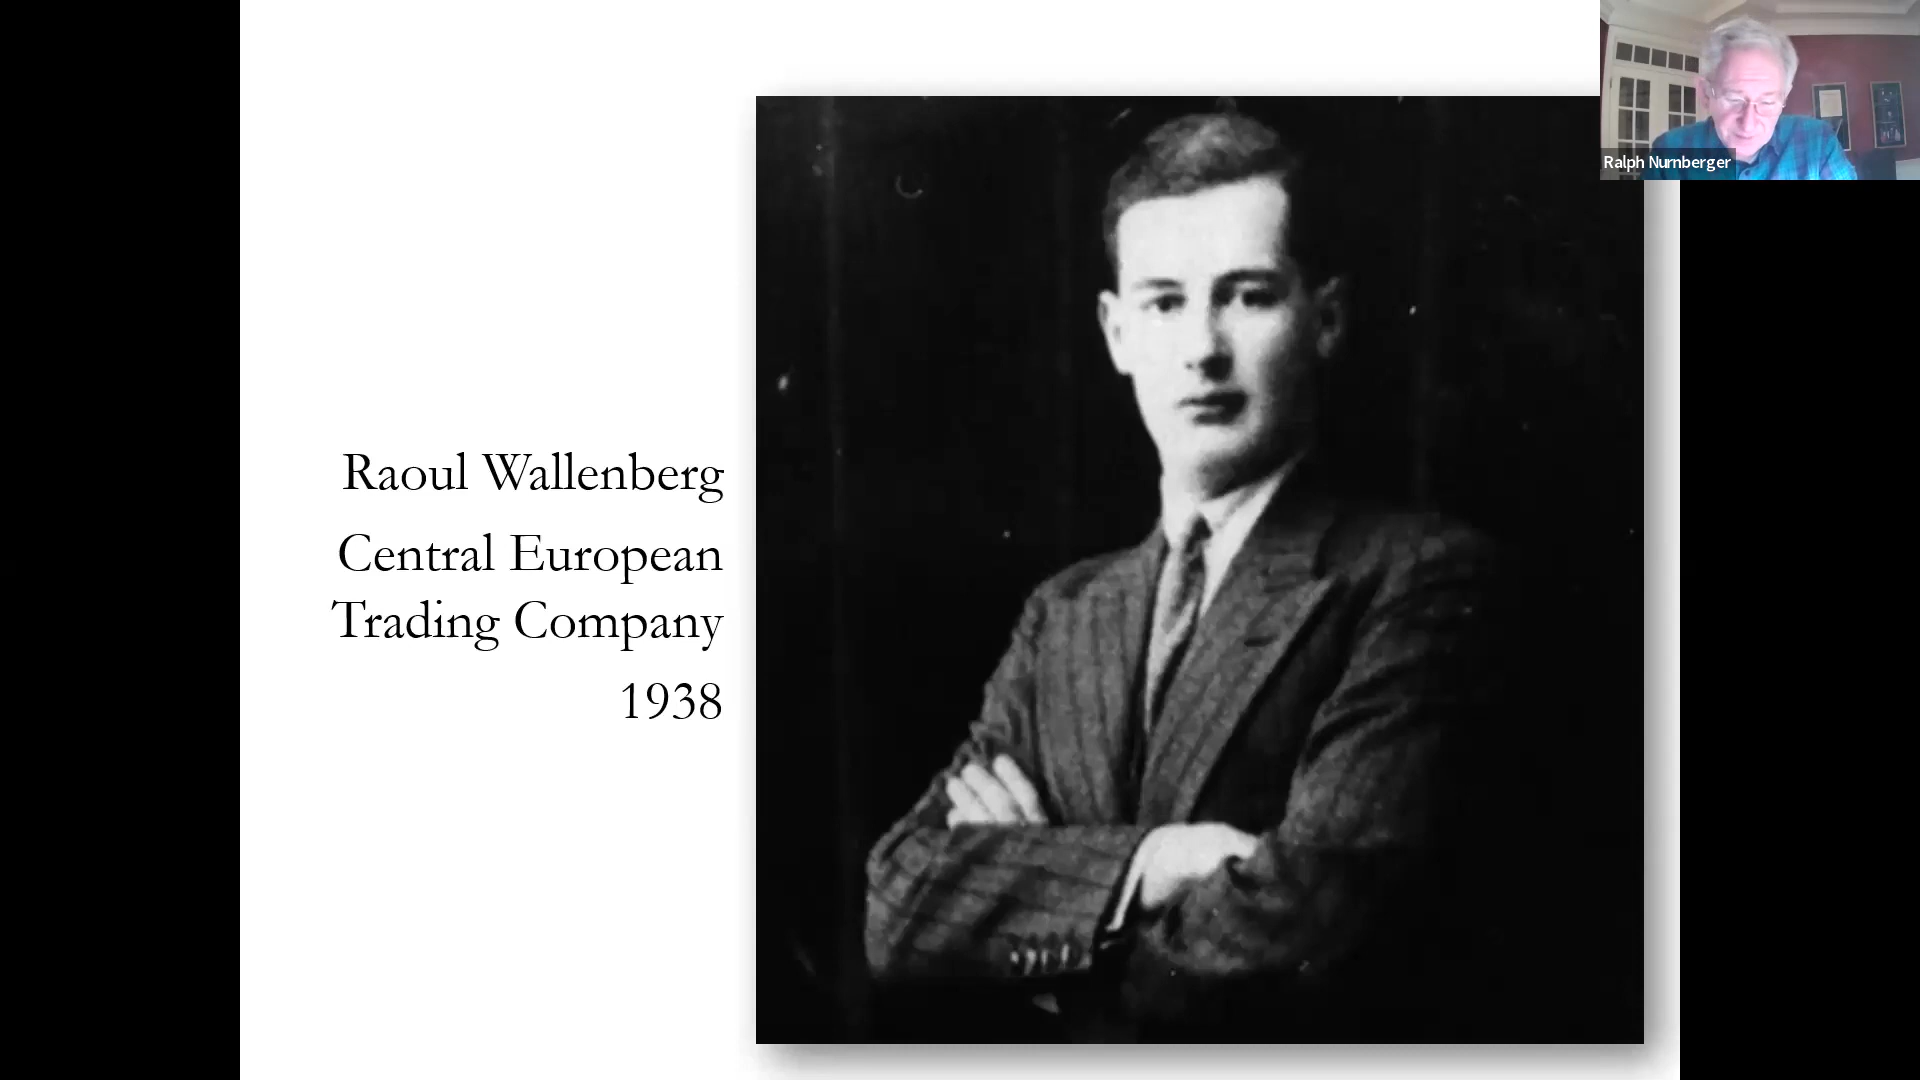 Raoul Wallenberg
Central European
Trading Company
1938
Ralph Nurnberger